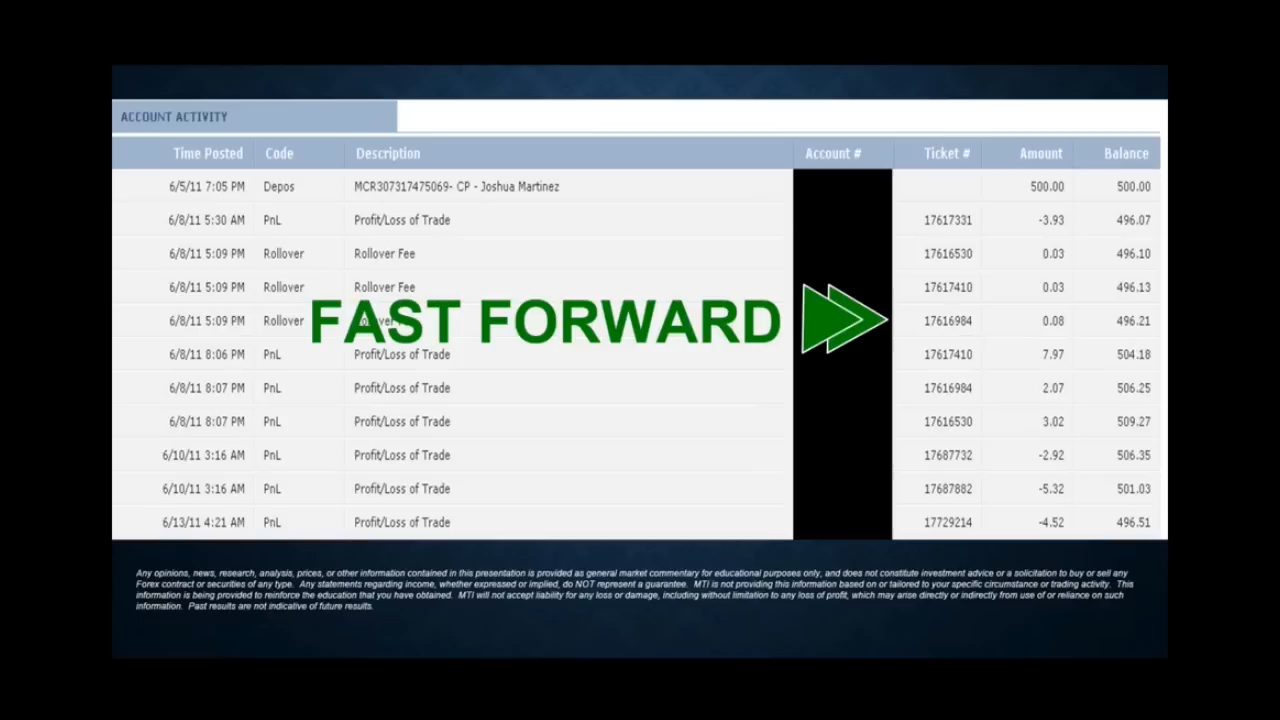 ACCOUNT ACTIVITY
Time Posted Code Description Account # Ticket # Amount Balance
6/5/11 7:05 PM Depos MCR307317475069- CP - Joshua Martinez 500.00 500.00
6/8/11 5:30 AM PnL Profit/Loss of Trade 17617331 -3.93 496.07
6/8/11 5:09 PM Rollover Rollover Fee 17616530 0.03 496.10
6/8/11 5:09 PM Rollover Rollover Fee 17617410 0.03 496.13
6/8/11 5:09 PM Rollover 17616984 0.08 496.21
FAST FORWARD
6/8/11 8:06 PM PnL Profit/Loss of Trade 17617410 7.97 504.18
6/8/11 8:07 PM PnL Profit/Loss of Trade 17616984 2.07 506.25
6/8/11 8:07 PM PnL Profit/Loss of Trade 17616530 3.02 509.27
6/10/11 3:16 AM PnL Profit/Loss of Trade 17687732 -2.92 506.35
6/10/11 3:16 AM PnL Profit/Loss of Trade 17687882 -5.32 501.03
6/13/11 4:21 AM PnL Profit/Loss of Trade 17729214 -4.52 496.51
Any opinions, news, research, analysis, prices, or other information contained in this presentation is provided as general market commentary for educational purposes only, and does not constitute investment advice or a solicitation to buy or sell any
Forex contract or securities of any type. Any statements regarding income, whether expressed or implied, do NOT represent a guarantee. MTI is not providing this information based on or tailored to your specific circumstance or trading activity. This
information is being provided to reinforce the education that you have obtained. MTI will not accept liability for any loss or damage, including without limitation to any loss of profit, which may arise directly or indirectly from use of or reliance on such
information. Past results are not indicative of future results.